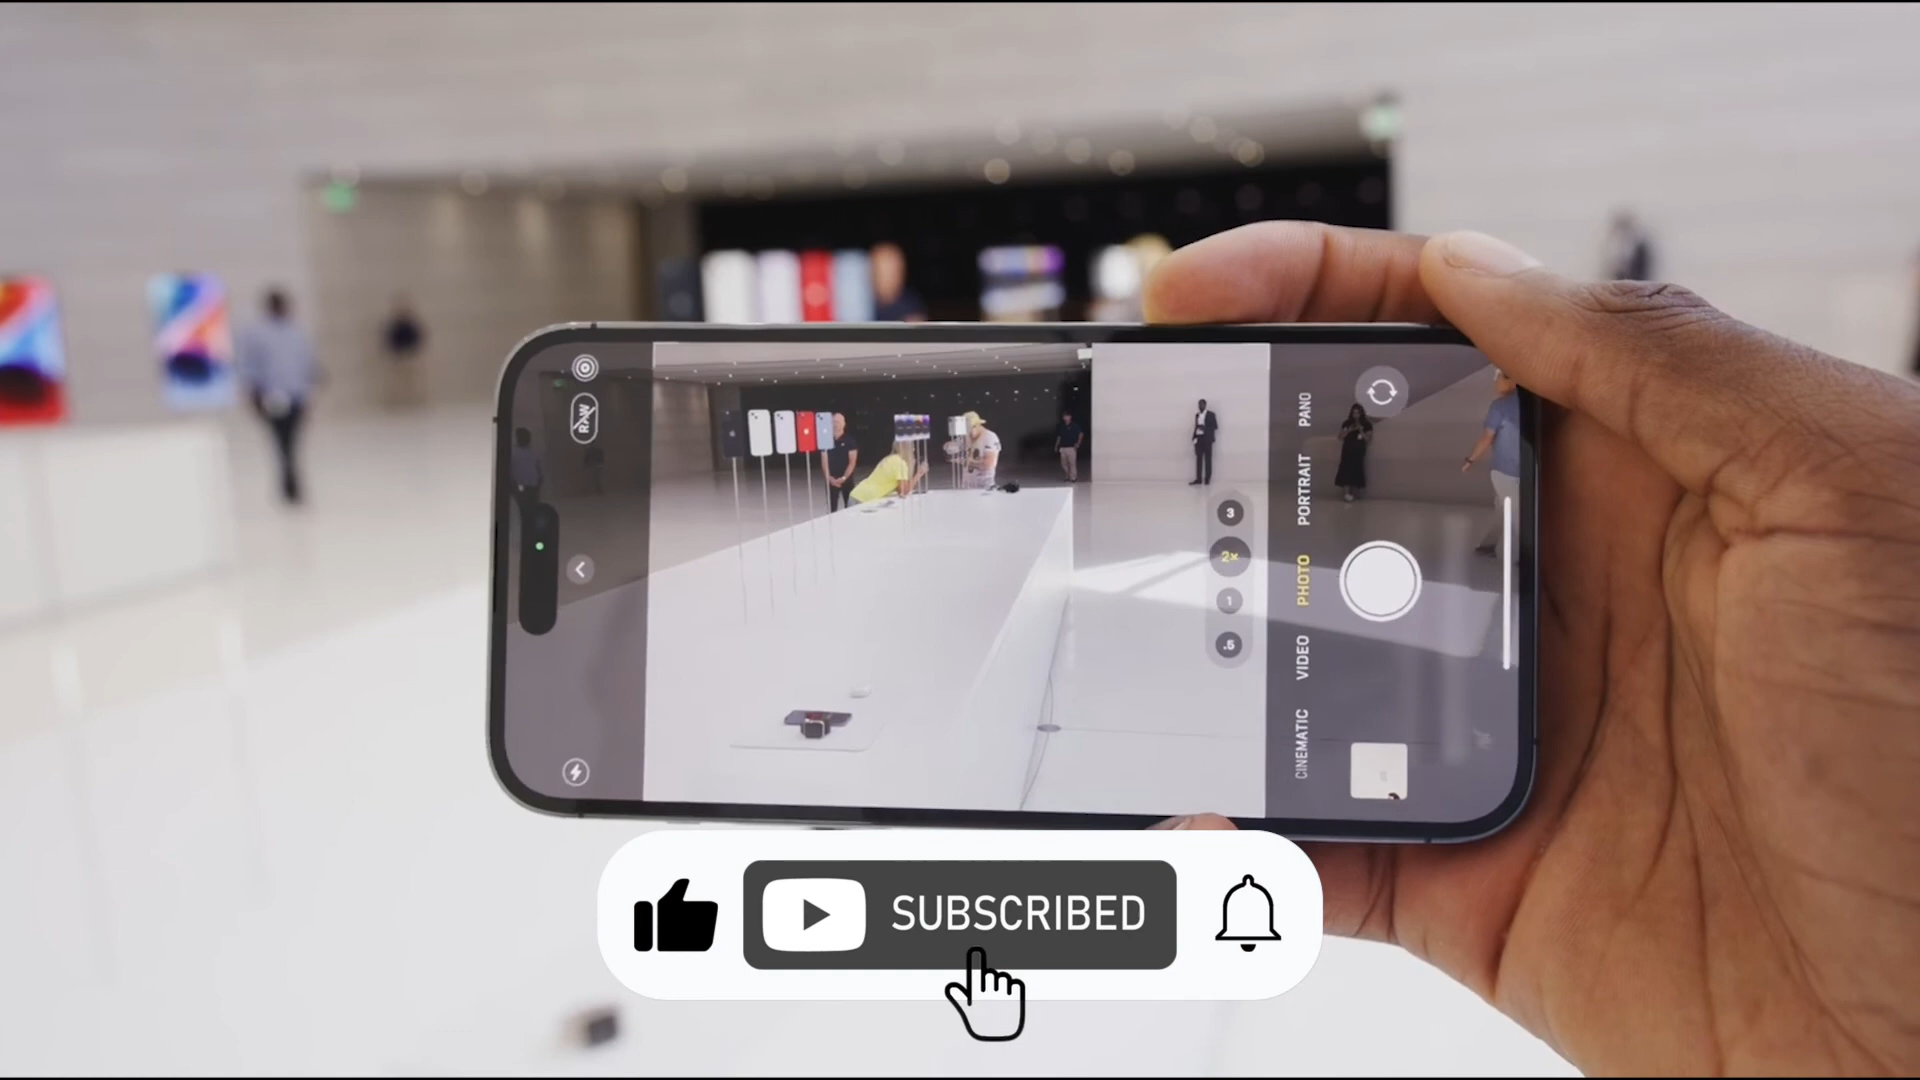 RAW
3
2×
1
.5
PANO
PORTRAIT
PHOTO
VIDEO
CINEMATIC
SUBSCRIBED